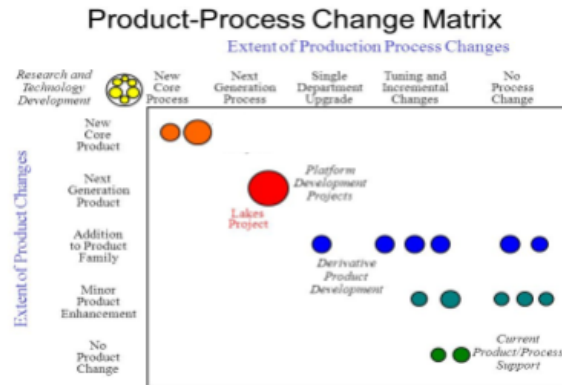 Product-Process Change Matrix
Extent of Production Process Changes
Research and
Technology
Development
New
Core
Process
Next
Generation
Process
Single
Department
Upgrade
Tuning and
Incremental
Changes
No
Process
Change
Extent of Product Changes
New
Core
Product
Next
Generation
Product
Platform
Development
Projects
Lakes
Project
Addition
to Product
Family
Derivative
Product
Development
Minor
Product
Enhancement
No
Product
Change
Current
Product/Process
Support